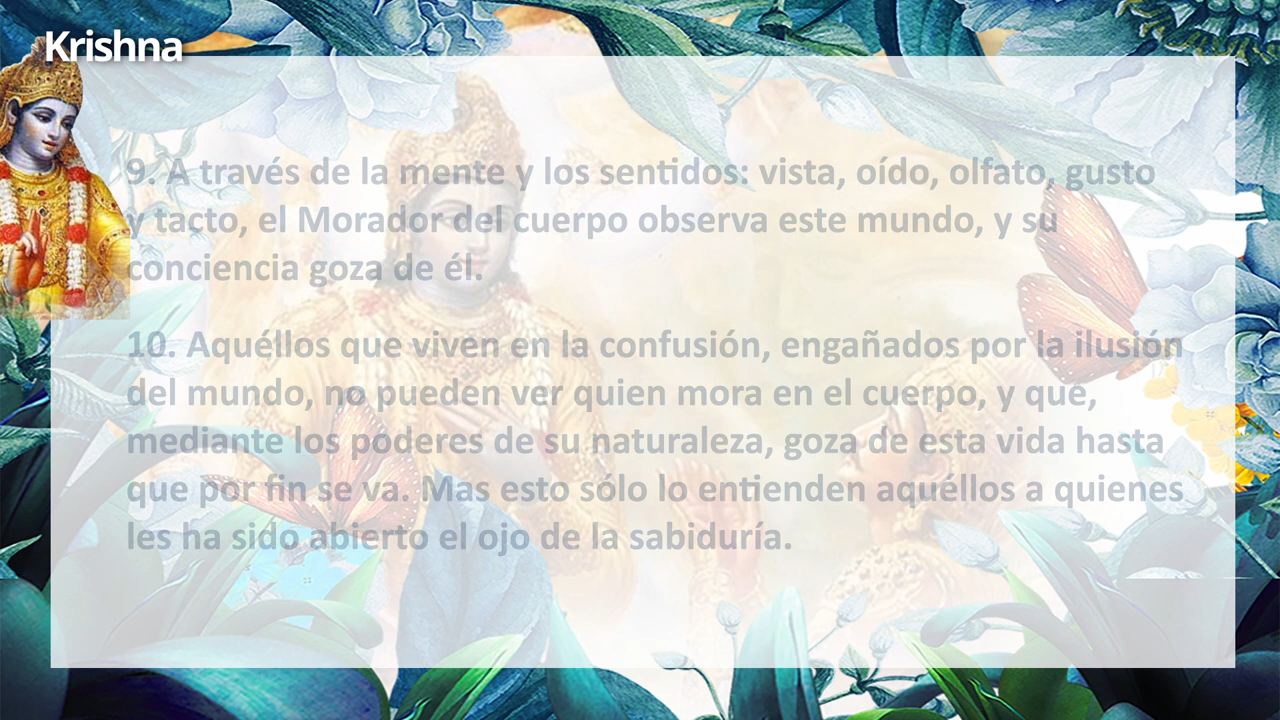 Krishna
9. A través de la mente y los sentidos: vista, oído, olfato, gusto
y tacto, el Morador del cuerpo observa este mundo, y su
conciencia goza de él.
10. Aquéllos que viven en la confusión, engañados por la ilusión
del mundo, no pueden ver quien mora en el cuerpo, y que,
mediante los poderes de su naturaleza, goza de esta vida hasta
que por fin se va. Mas esto sólo lo entienden aquéllos a quienes
les ha sido abierto el ojo de la sabiduría.